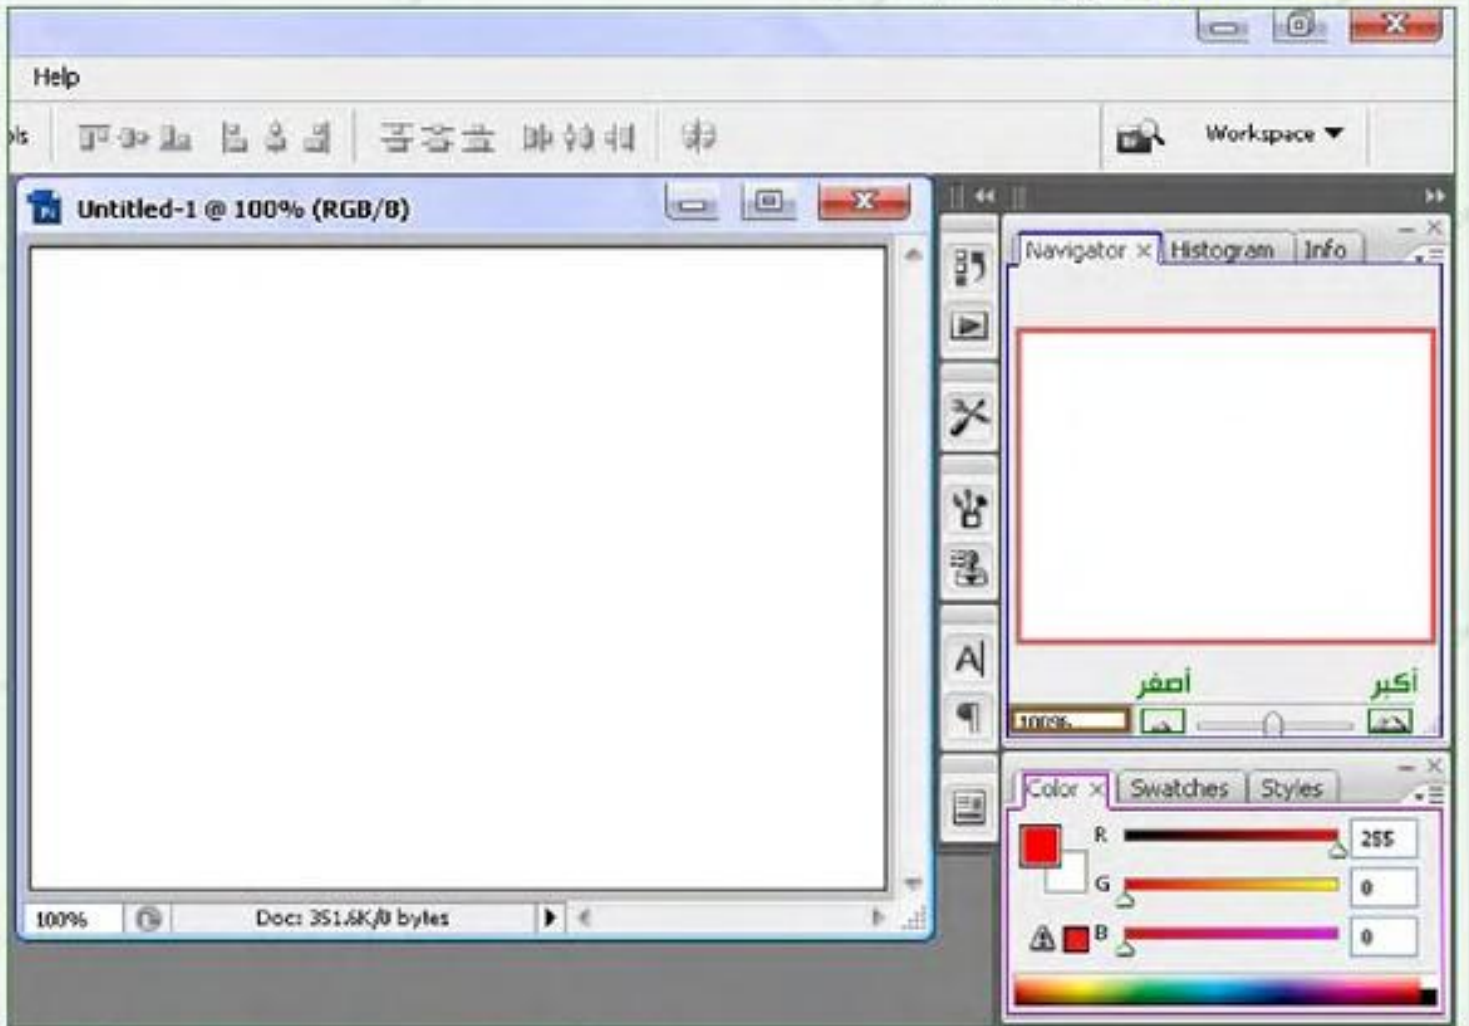 Help
Workspace
Untitled-1 @ 100% (RGB/8)
Navigator Histogram Info
أصغر أكبر
100%
Color Swatches Styles
R 255
G 0
B 0
100% Doc: 351.6K/0 bytes